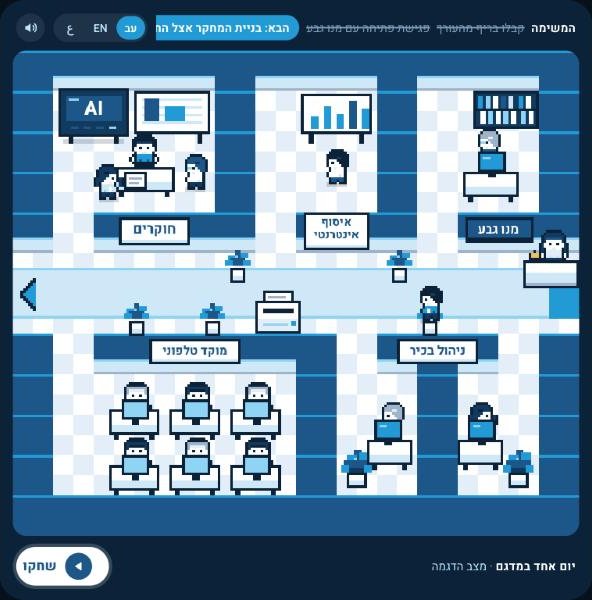 המשימה קבלו בריף מהעורך פגישת פתיחה עם מנו גבע הבא: בניית המחקר אצל
עב EN ع
AI
חוקרים
איסוף
אינטרנטי
מנו גבע
מוקד טלפוני
ניהול בכיר
יום אחד במדגם · מצב הדגמה
שחקו